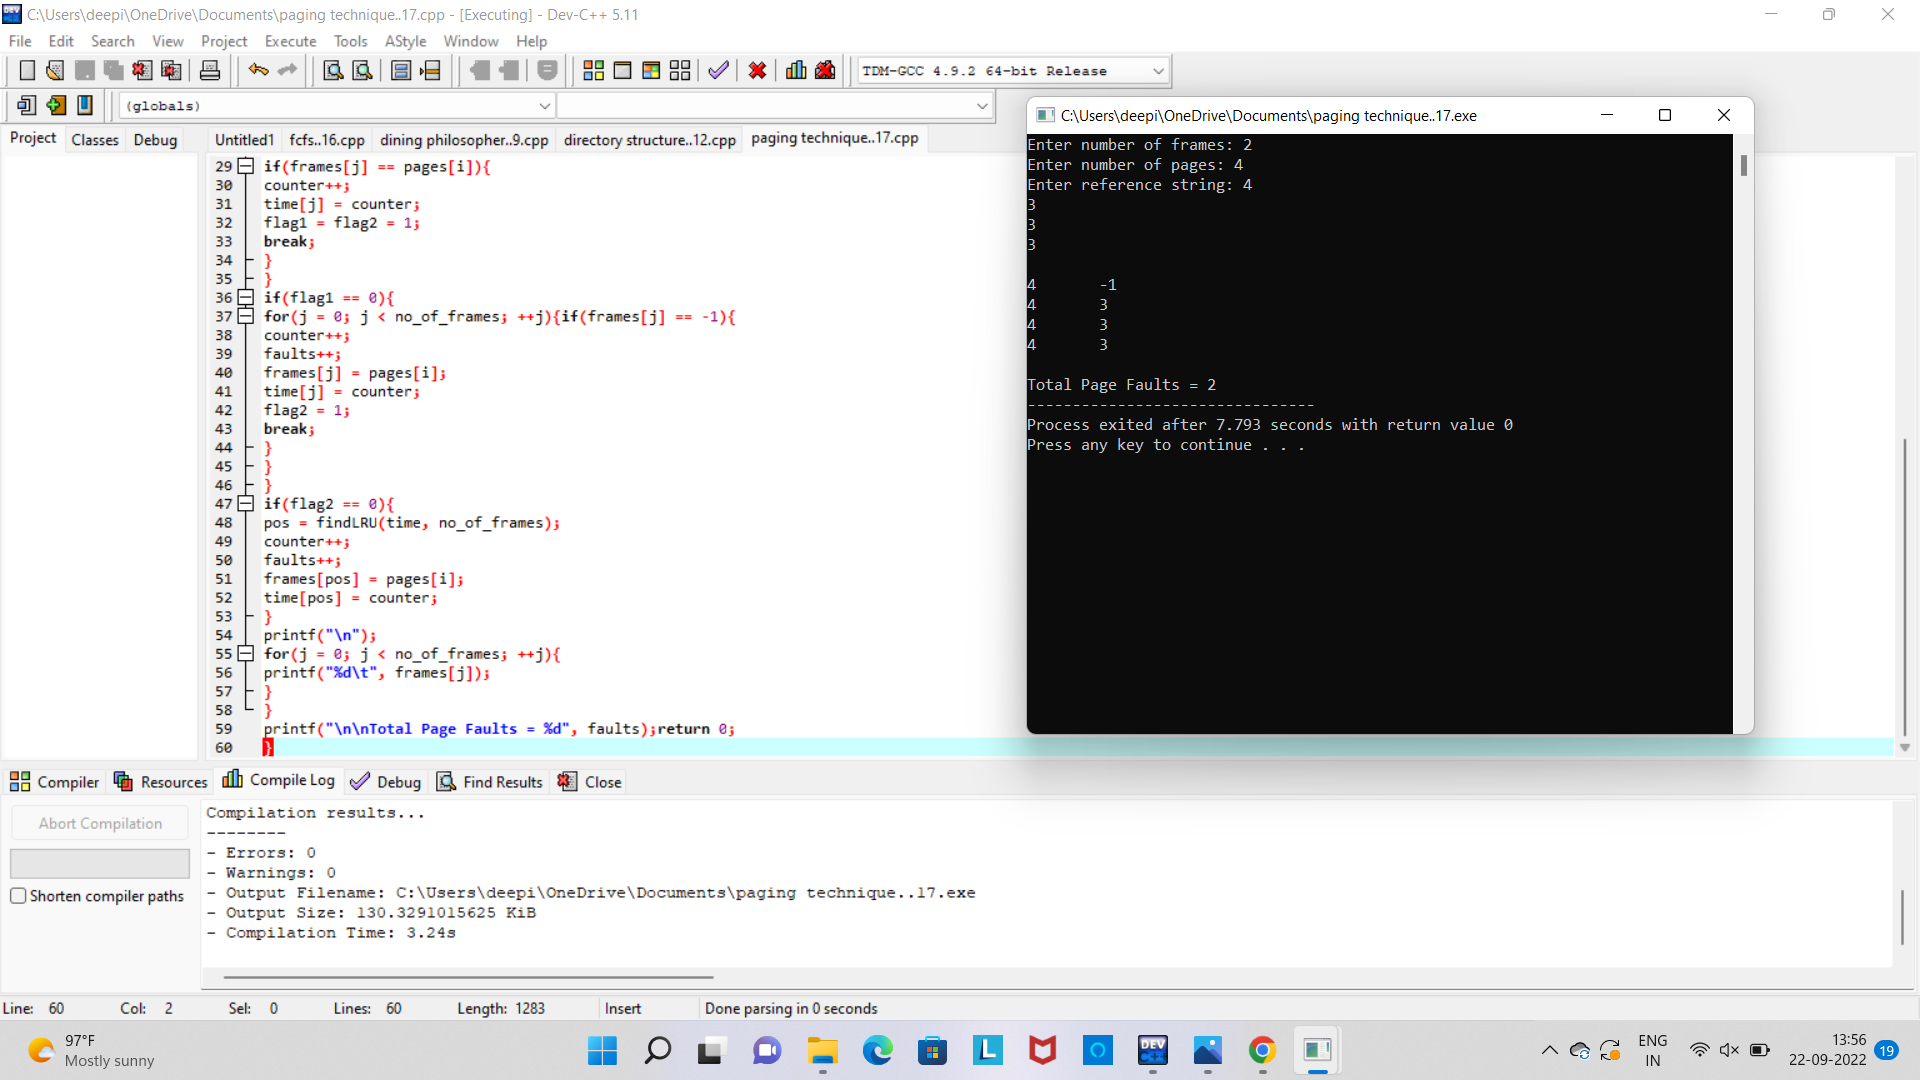 C:\Users\deepi\OneDrive\Documents\paging technique..17.cpp - [Executing] - Dev-C++ 5.11
File Edit Search View Project Execute Tools AStyle Window Help
TDM-GCC 4.9.2 64-bit Release
(globals)
Project Classes Debug
Untitled1 fcfs..16.cpp dining philosopher..9.cpp directory structure..12.cpp paging technique..17.cpp
29 if(frames[j] == pages[i]){
30 counter++;
31 time[j] = counter;
32 flag1 = flag2 = 1;
33 break;
34 }
35 }
36 if(flag1 == 0){
37 for(j = 0; j < no_of_frames; ++j){if(frames[j] == -1){
38 counter++;
39 faults++;
40 frames[j] = pages[i];
41 time[j] = counter;
42 flag2 = 1;
43 break;
44 }
45 }
46 }
47 if(flag2 == 0){
48 pos = findLRU(time, no_of_frames);
49 counter++;
50 faults++;
51 frames[pos] = pages[i];
52 time[pos] = counter;
53 }
54 printf("\n");
55 for(j = 0; j < no_of_frames; ++j){
56 printf("%d\t", frames[j]);
57 }
58 }
59 printf("\n\nTotal Page Faults = %d", faults);return 0;
60 }
C:\Users\deepi\OneDrive\Documents\paging technique..17.exe
Enter number of frames: 2
Enter number of pages: 4
Enter reference string: 4
3
3
3
4 -1
4 3
4 3
4 3
Total Page Faults = 2
--------------------------------
Process exited after 7.793 seconds with return value 0
Press any key to continue . . .
Compiler Resources Compile Log Debug Find Results Close
Abort Compilation
Shorten compiler paths
Compilation results...
--------
- Errors: 0
- Warnings: 0
- Output Filename: C:\Users\deepi\OneDrive\Documents\paging technique..17.exe
- Output Size: 130.3291015625 KiB
- Compilation Time: 3.24s
Line: 60 Col: 2 Sel: 0 Lines: 60 Length: 1283 Insert Done parsing in 0 seconds
97°F
Mostly sunny
DEV
ENG
IN
13:56
22-09-2022
19